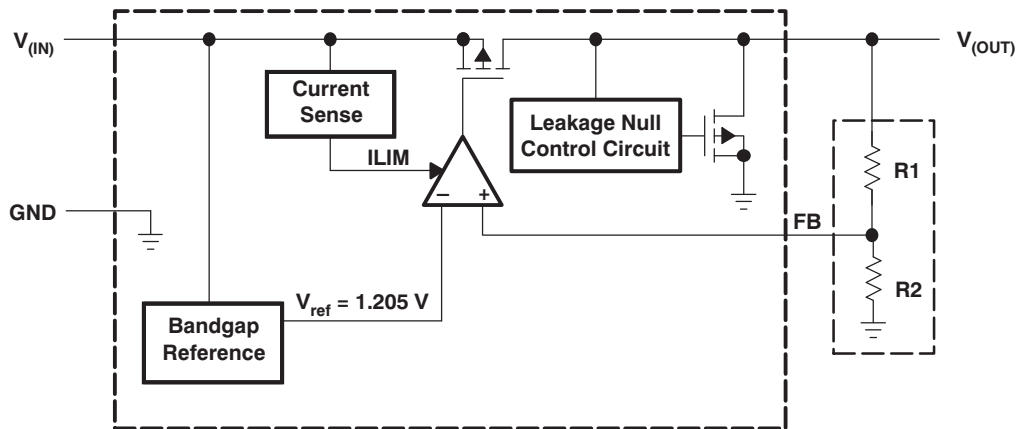 V(IN)
V(OUT)
Current
Sense
Leakage Null
Control Circuit
ILIM
R1
− +
GND
FB
R2
Vref = 1.205 V
Bandgap
Reference